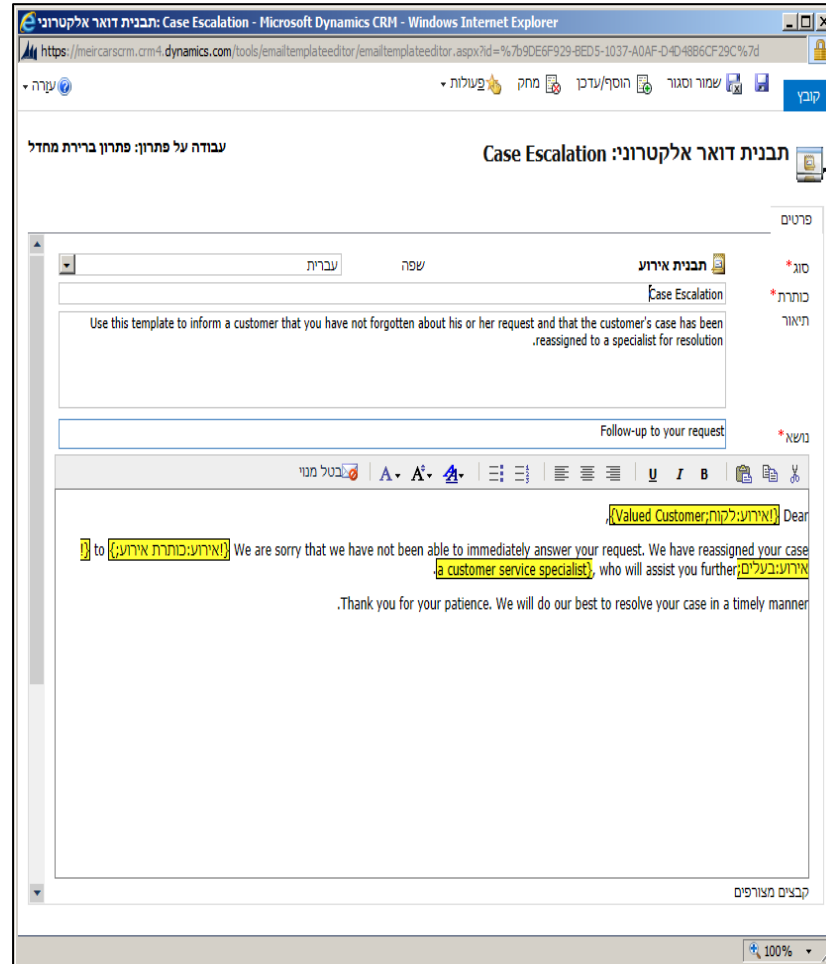 תבנית דואר אלקטרוני: Case Escalation - Microsoft Dynamics CRM - Windows Internet Explorer
https://meircarscrm.crm4.dynamics.com/tools/emailtemplateeditor/emailtemplateeditor.aspx?id=%7b9DE6F929-BED5-1037-A0AF-D4D48B6CF29C%7d
קובץ שמור וסגור הוסף/עדכן מחק פעולות עזרה
תבנית דואר אלקטרוני: Case Escalation
עבודה על פתרון: פתרון ברירת מחדל
פרטים
סוג* תבנית אירוע שפה עברית
כותרת* Case Escalation
תיאור Use this template to inform a customer that you have not forgotten about his or her request and that the customer's case has been
reassigned to a specialist for resolution.
נושא* Follow-up to your request
B I U A A A בטל מנוי
Dear {!אירוע:לקוח;Valued Customer},
We are sorry that we have not been able to immediately answer your request. We have reassigned your case {!אירוע:כותרת אירוע;} to {!
אירוע:בעלים;a customer service specialist}, who will assist you further.
Thank you for your patience. We will do our best to resolve your case in a timely manner.
קבצים מצורפים
100%